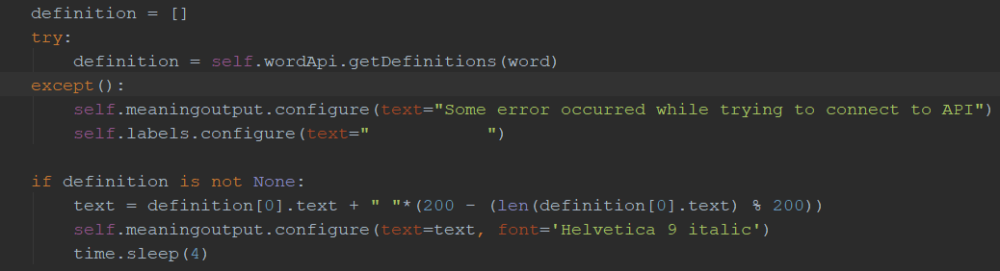 definition = []
try:
    definition = self.wordApi.getDefinitions(word)
except():
    self.meaningoutput.configure(text="Some error occurred while trying to connect to API")
    self.labels.configure(text="           ")

if definition is not None:
    text = definition[0].text + " "*(200 - (len(definition[0].text) % 200))
    self.meaningoutput.configure(text=text, font='Helvetica 9 italic')
    time.sleep(4)